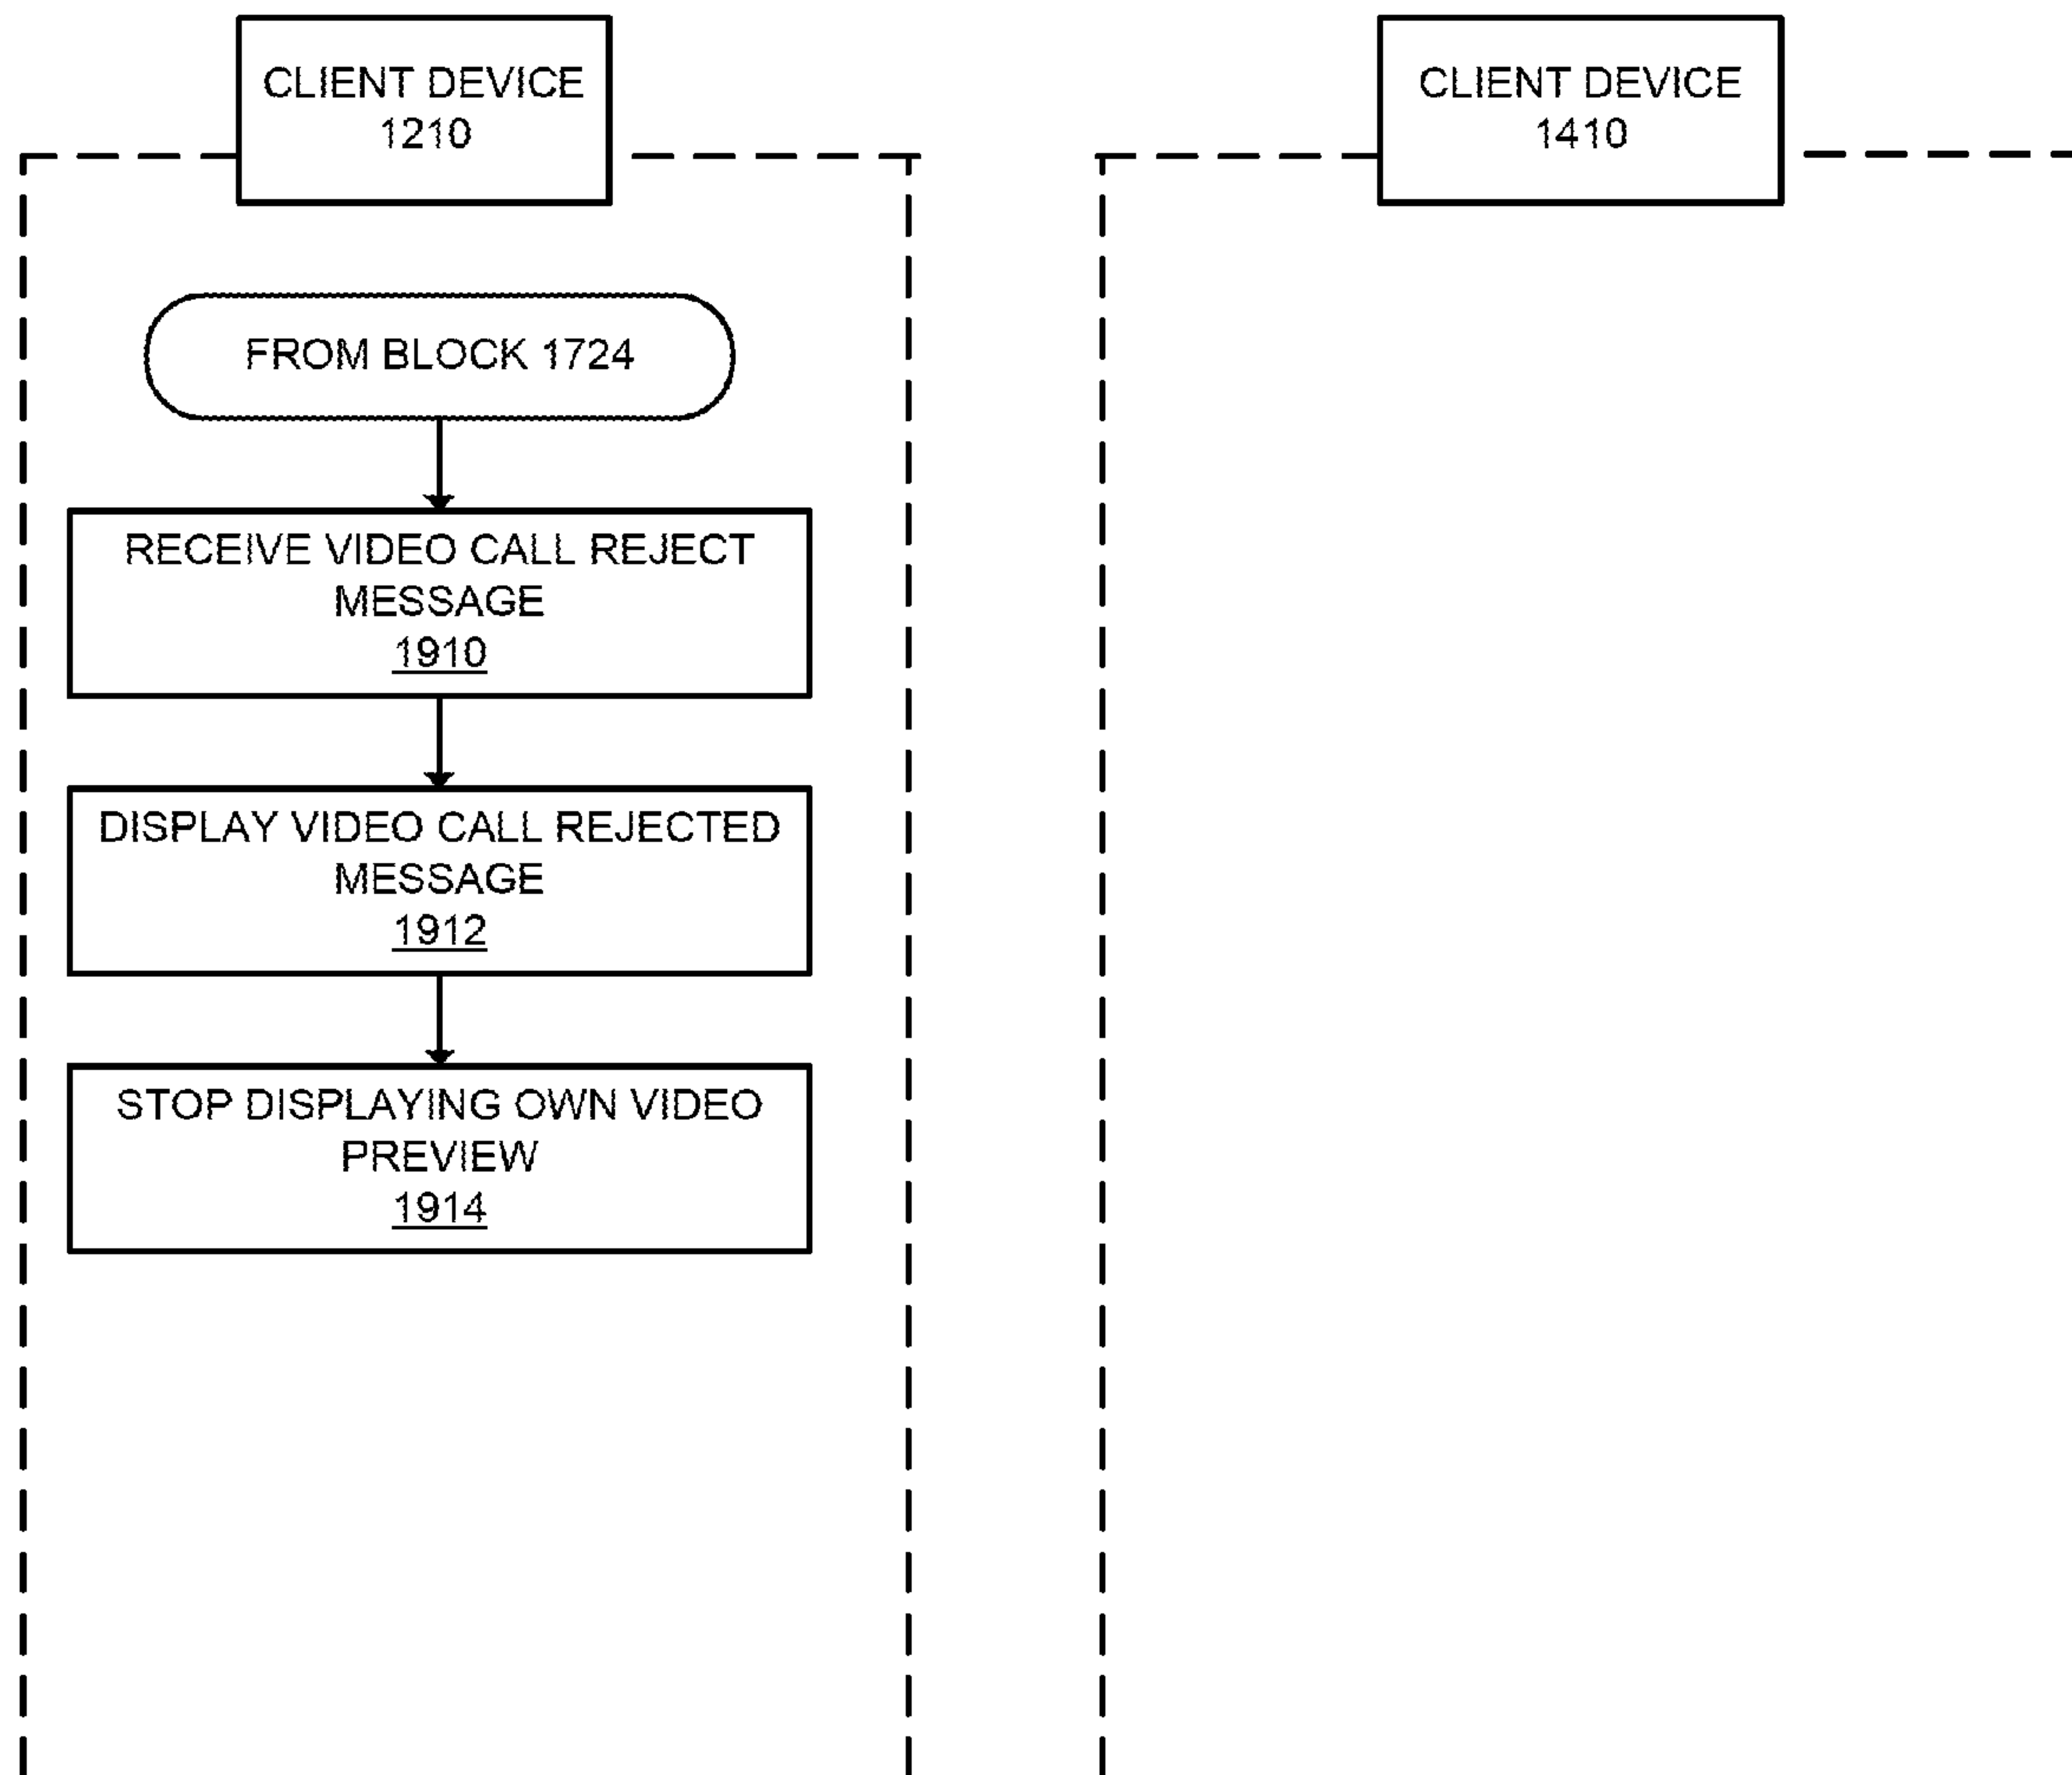 CLIENT DEVICE
1210
CLIENT DEVICE
1410
FROM BLOCK 1724
RECEIVE VIDEO CALL REJECT
MESSAGE
1910
DISPLAY VIDEO CALL REJECTED
MESSAGE
1912
STOP DISPLAYING OWN VIDEO
PREVIEW
1914